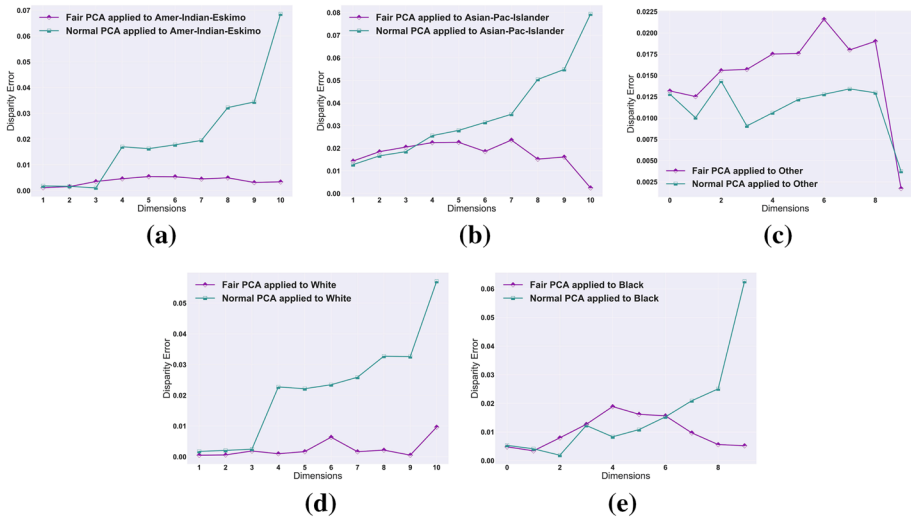 Fair PCA applied to Amer-Indian-Eskimo
Normal PCA applied to Amer-Indian-Eskimo
Disparity Error
0.07
0.06
0.05
0.04
0.03
0.02
0.01
0.00
1 2 3 4 5 6 7 8 9 10
Dimensions
(a)
Fair PCA applied to Asian-Pac-Islander
Normal PCA applied to Asian-Pac-Islander
Disparity Error
0.08
0.07
0.06
0.05
0.04
0.03
0.02
0.01
0.00
1 2 3 4 5 6 7 8 9 10
Dimensions
(b)
Disparity Error
0.0225
0.0200
0.0175
0.0150
0.0125
0.0100
0.0075
0.0050
0.0025
Fair PCA applied to Other
Normal PCA applied to Other
0 2 4 6 8
Dimensions
(c)
Fair PCA applied to White
Normal PCA applied to White
Disparity Error
0.05
0.04
0.03
0.02
0.01
0.00
1 2 3 4 5 6 7 8 9 10
Dimensions
(d)
Fair PCA applied to Black
Normal PCA applied to Black
Disparity Error
0.06
0.05
0.04
0.03
0.02
0.01
0.00
0 2 4 6 8
Dimensions
(e)